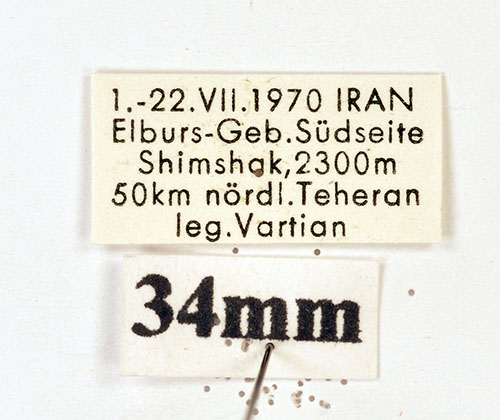 1.-22.VII.1970 IRAN
Elburs-Geb.Südseite
Shimshak,2300m
50km nördl.Teheran
leg.Vartian
34mm